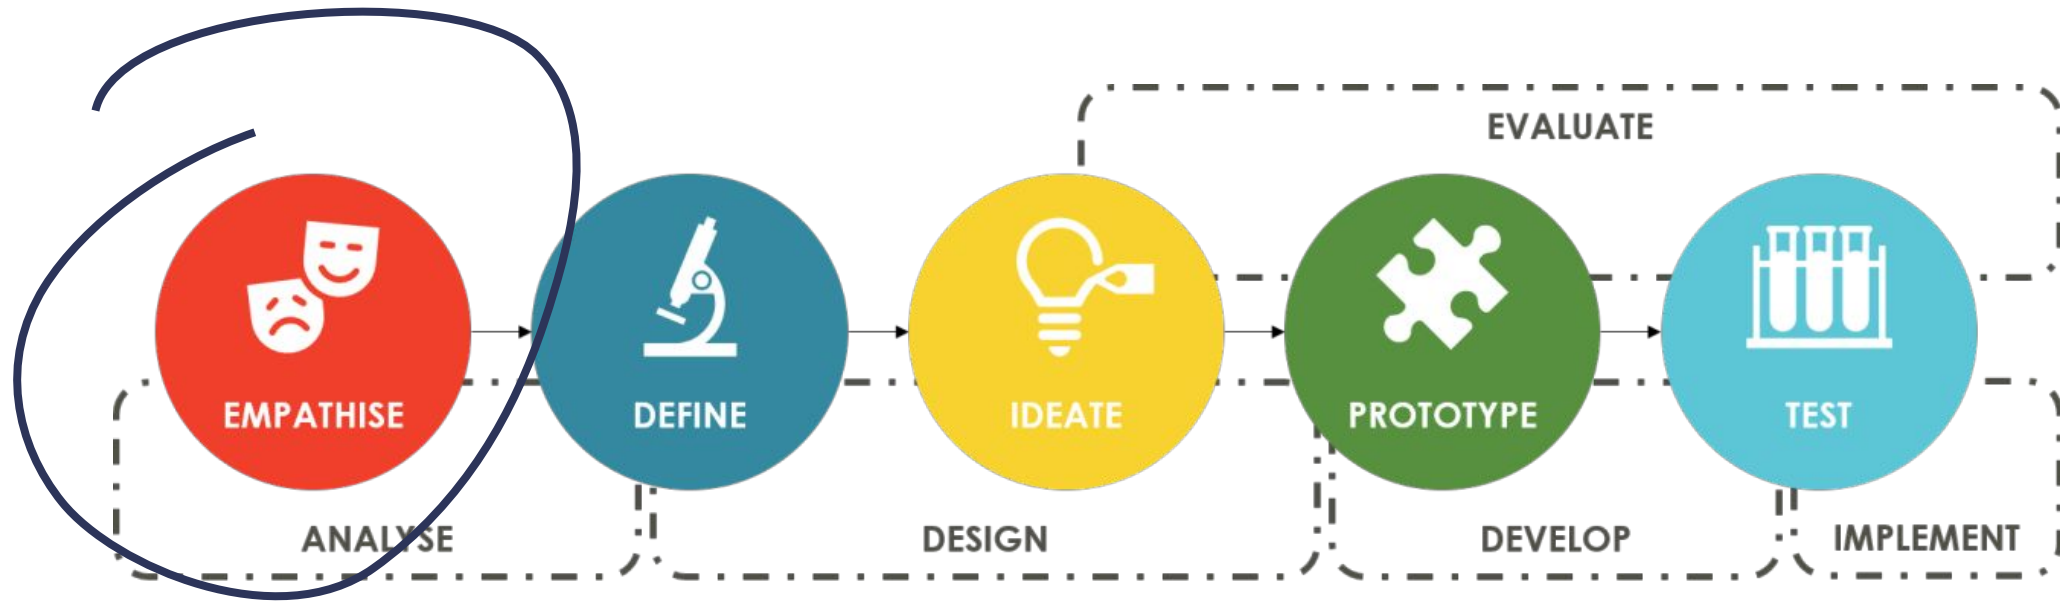 EVALUATE
EMPATHISE
DEFINE
IDEATE
PROTOTYPE
TEST
ANALYSE
DESIGN
DEVELOP
IMPLEMENT